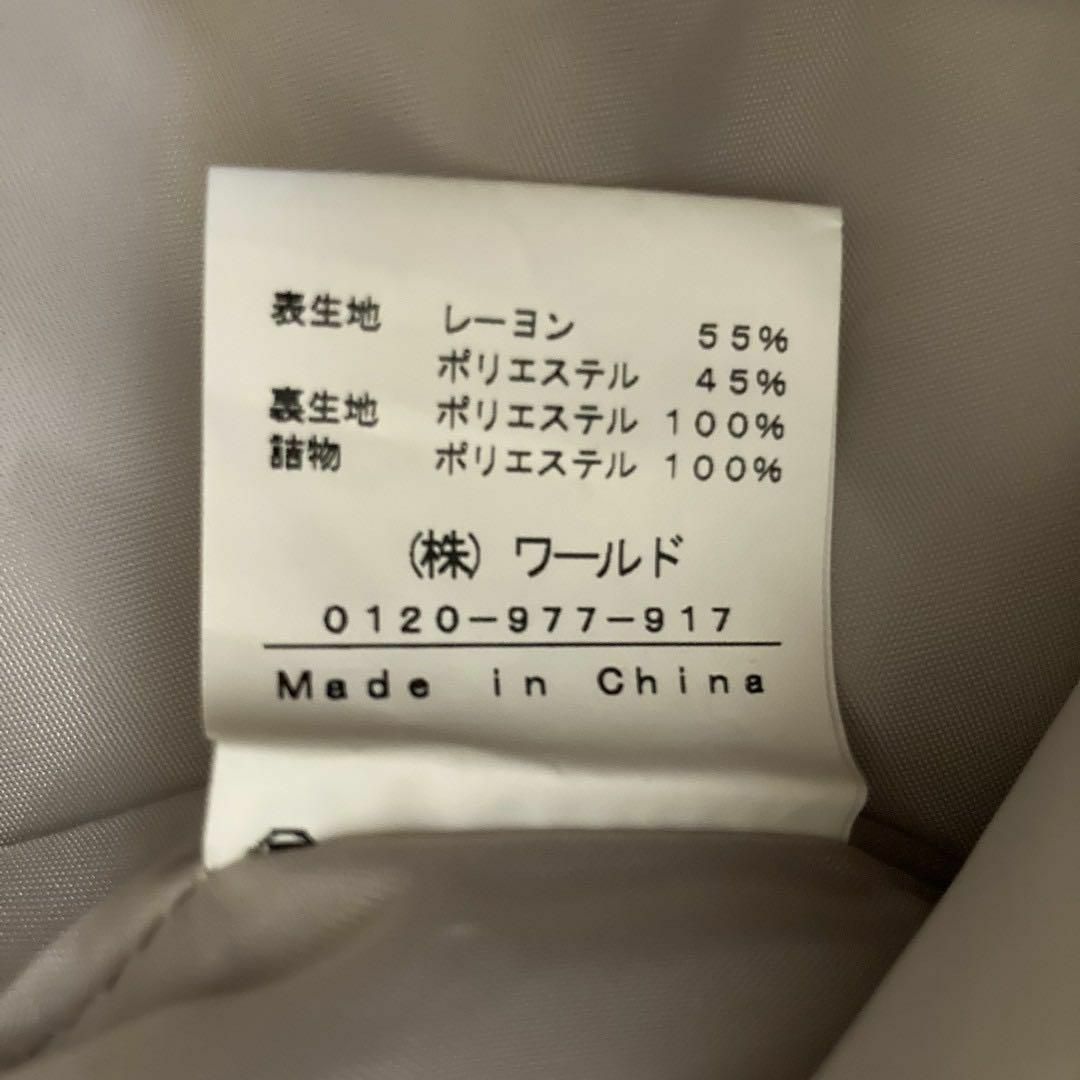 表生地 レーヨン 55%
ポリエステル 45%
裏生地 ポリエステル 100%
詰物 ポリエステル 100%
(株) ワールド
0120-977-917
Made in China